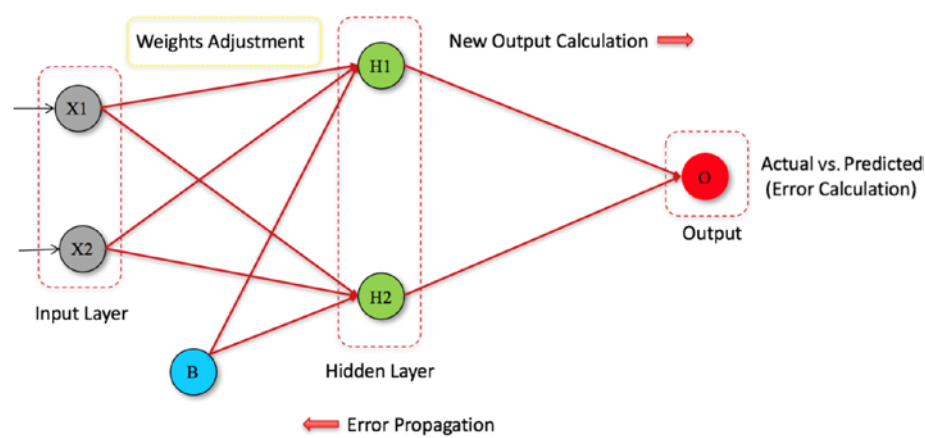 Weights Adjustment
H1
New Output Calculation
X1
Actual vs. Predicted
(Error Calculation)
O
Output
X2
H2
Input Layer
B
Hidden Layer
Error Propagation